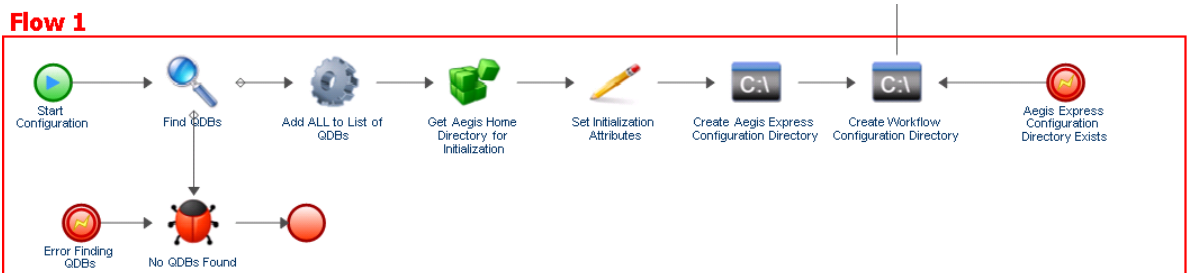 Flow 1
Start
Configuration
Find QDBs
Add ALL to List of
QDBs
Get Aegis Home
Directory for
Initialization
Set Initialization
Attributes
C:\
Create Aegis Express
Configuration Directory
C:\
Create Workflow
Configuration Directory
Aegis Express
Configuration
Directory Exists
Error Finding
QDBs
No QDBs Found